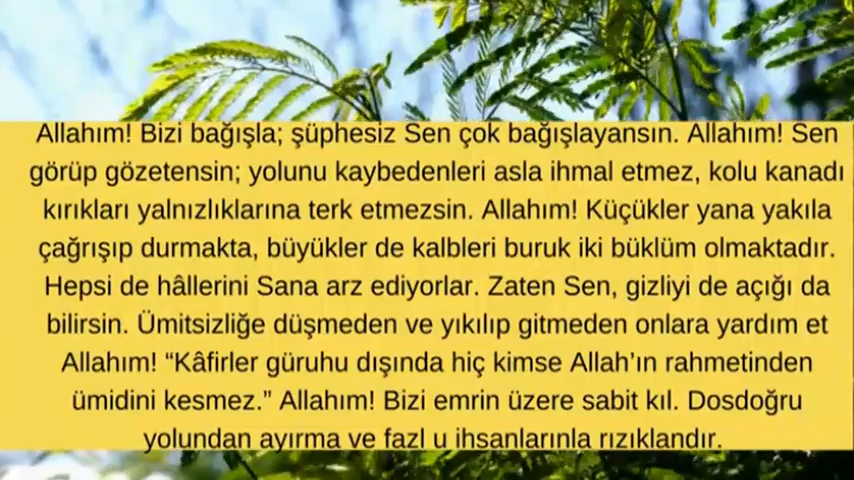 Allahım! Bizi bağışla; şüphesiz Sen çok bağışlayansın. Allahım! Sen
görüp gözetensin; yolunu kaybedenleri asla ihmal etmez, kolu kanadı
kırıkları yalnızlıklarına terk etmezsin. Allahım! Küçükler yana yakıla
çağrışıp durmakta, büyükler de kalbleri buruk iki büklüm olmaktadır.
Hepsi de hâllerini Sana arz ediyorlar. Zaten Sen, gizliyi de açığı da
bilirsin. Ümitsizliğe düşmeden ve yıkılıp gitmeden onlara yardım et
Allahım! “Kâfirler güruhu dışında hiç kimse Allah’ın rahmetinden
ümidini kesmez.” Allahım! Bizi emrin üzere sabit kıl. Dosdoğru
yolundan ayırma ve fazl u ihsanlarınla rızıklandır.